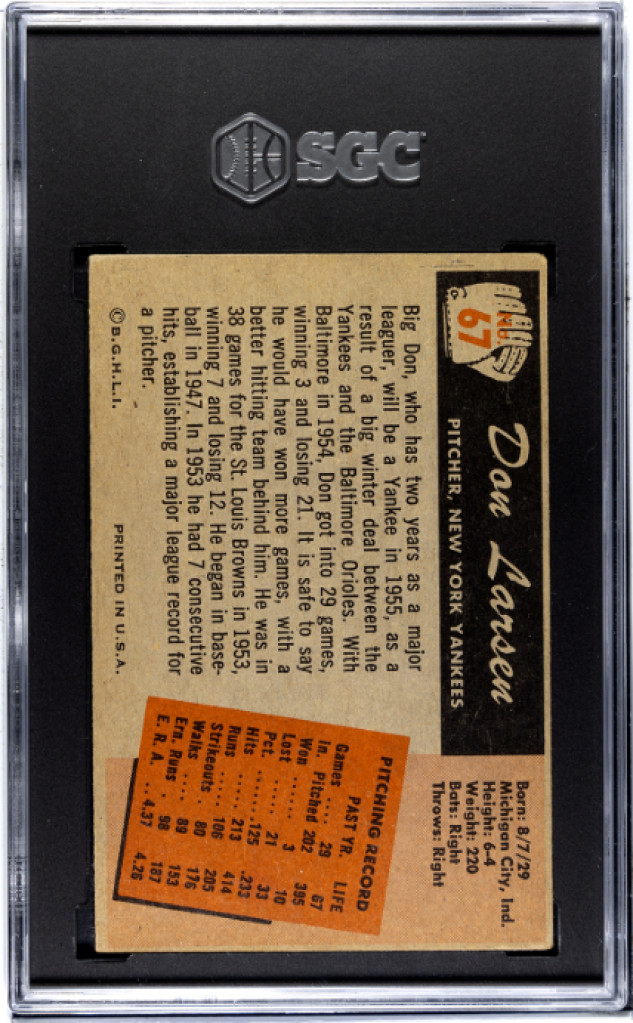 SGC
No.
67
Don Larsen
PITCHER, NEW YORK YANKEES
Born: 8/7/29
Michigan City, Ind.
Height: 6-4
Weight: 220
Bats: Right
Throws: Right
Big Don, who has two years as a major
leaguer, will be a Yankee in 1955, as a
result of a big winter deal between the
Yankees and the Baltimore Orioles. With
Baltimore in 1954, Don got into 29 games,
winning 3 and losing 21. It is safe to say
he would have won more games, with a
better hitting team behind him. He was in
38 games for the St. Louis Browns in 1953,
winning 7 and losing 12. He began in base-
ball in 1947. In 1953 he had 7 consecutive
hits, establishing a major league record for
a pitcher.
©B.G.H.L.I. PRINTED IN U.S.A.
PITCHING RECORD
PAST YR. LIFE
Games .... 29 67
In. Pitched 202 395
Won ...... 3 10
Lost ...... 21 33
Pct. ...... .125 .233
Hits ...... 213 414
Runs ..... 106 205
Strikeouts . 80 176
Walks .... 89 153
Ern. Runs . 98 187
E. R. A. .. 4.37 4.26